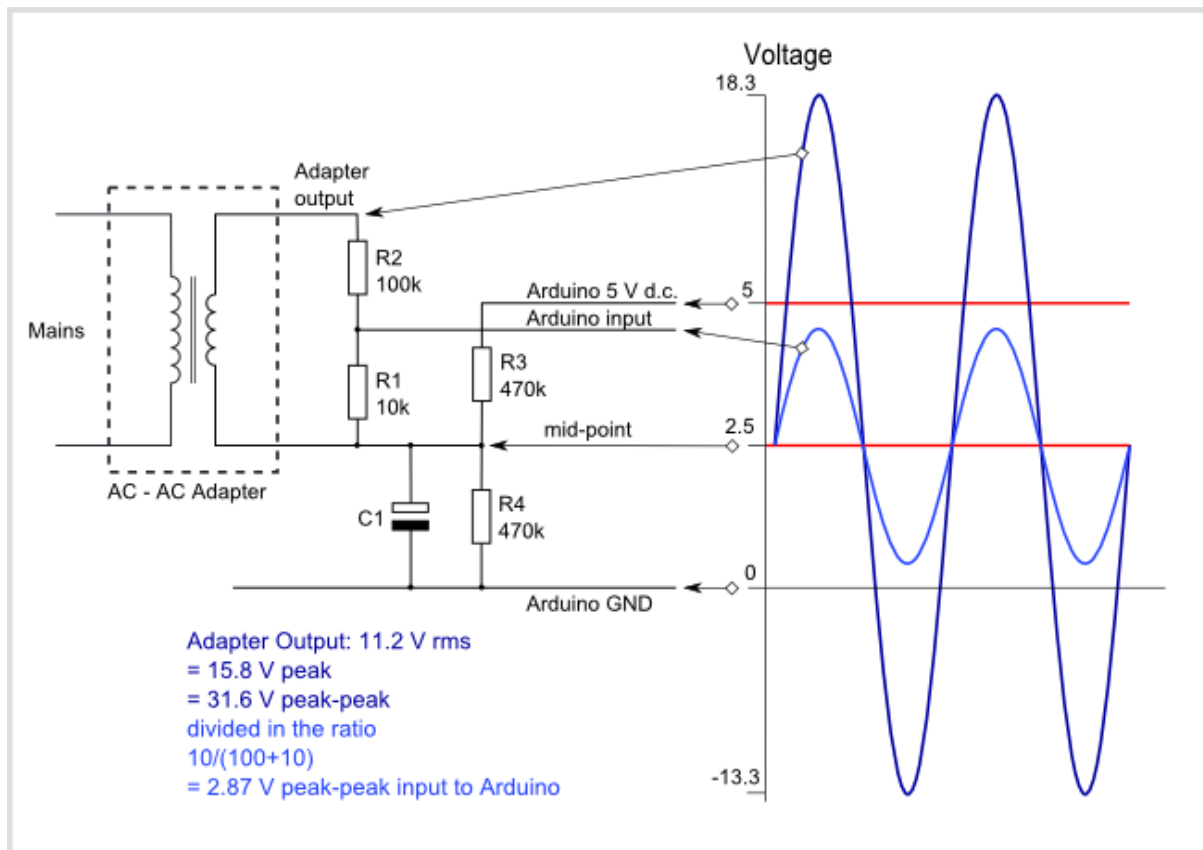 Voltage
18.3
Adapter
output
R2
100k
Arduino 5 V d.c.
5
Arduino input
Mains
R3
470k
R1
10k
mid-point
2.5
AC - AC Adapter
C1
R4
470k
0
Arduino GND
Adapter Output: 11.2 V rms
= 15.8 V peak
= 31.6 V peak-peak
divided in the ratio
10/(100+10)
= 2.87 V peak-peak input to Arduino
-13.3